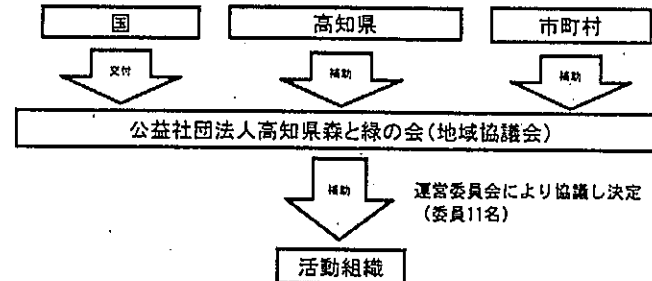 国
高知県
市町村
交付
補助
補助
公益社団法人高知県森と緑の会(地域協議会)
補助
運営委員会により協議し決定
(委員11名)
活動組織